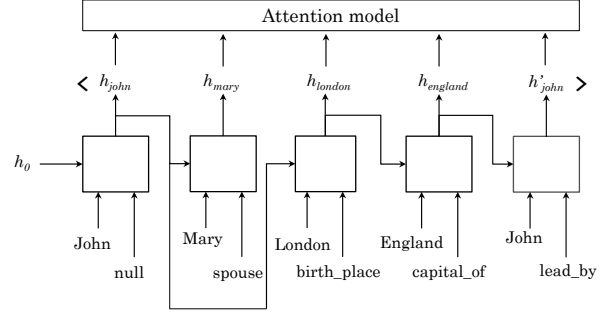 Attention model
< h_john h_mary h_london h_england h'_john >
h_0
John Mary London England John
null spouse birth_place capital_of lead_by